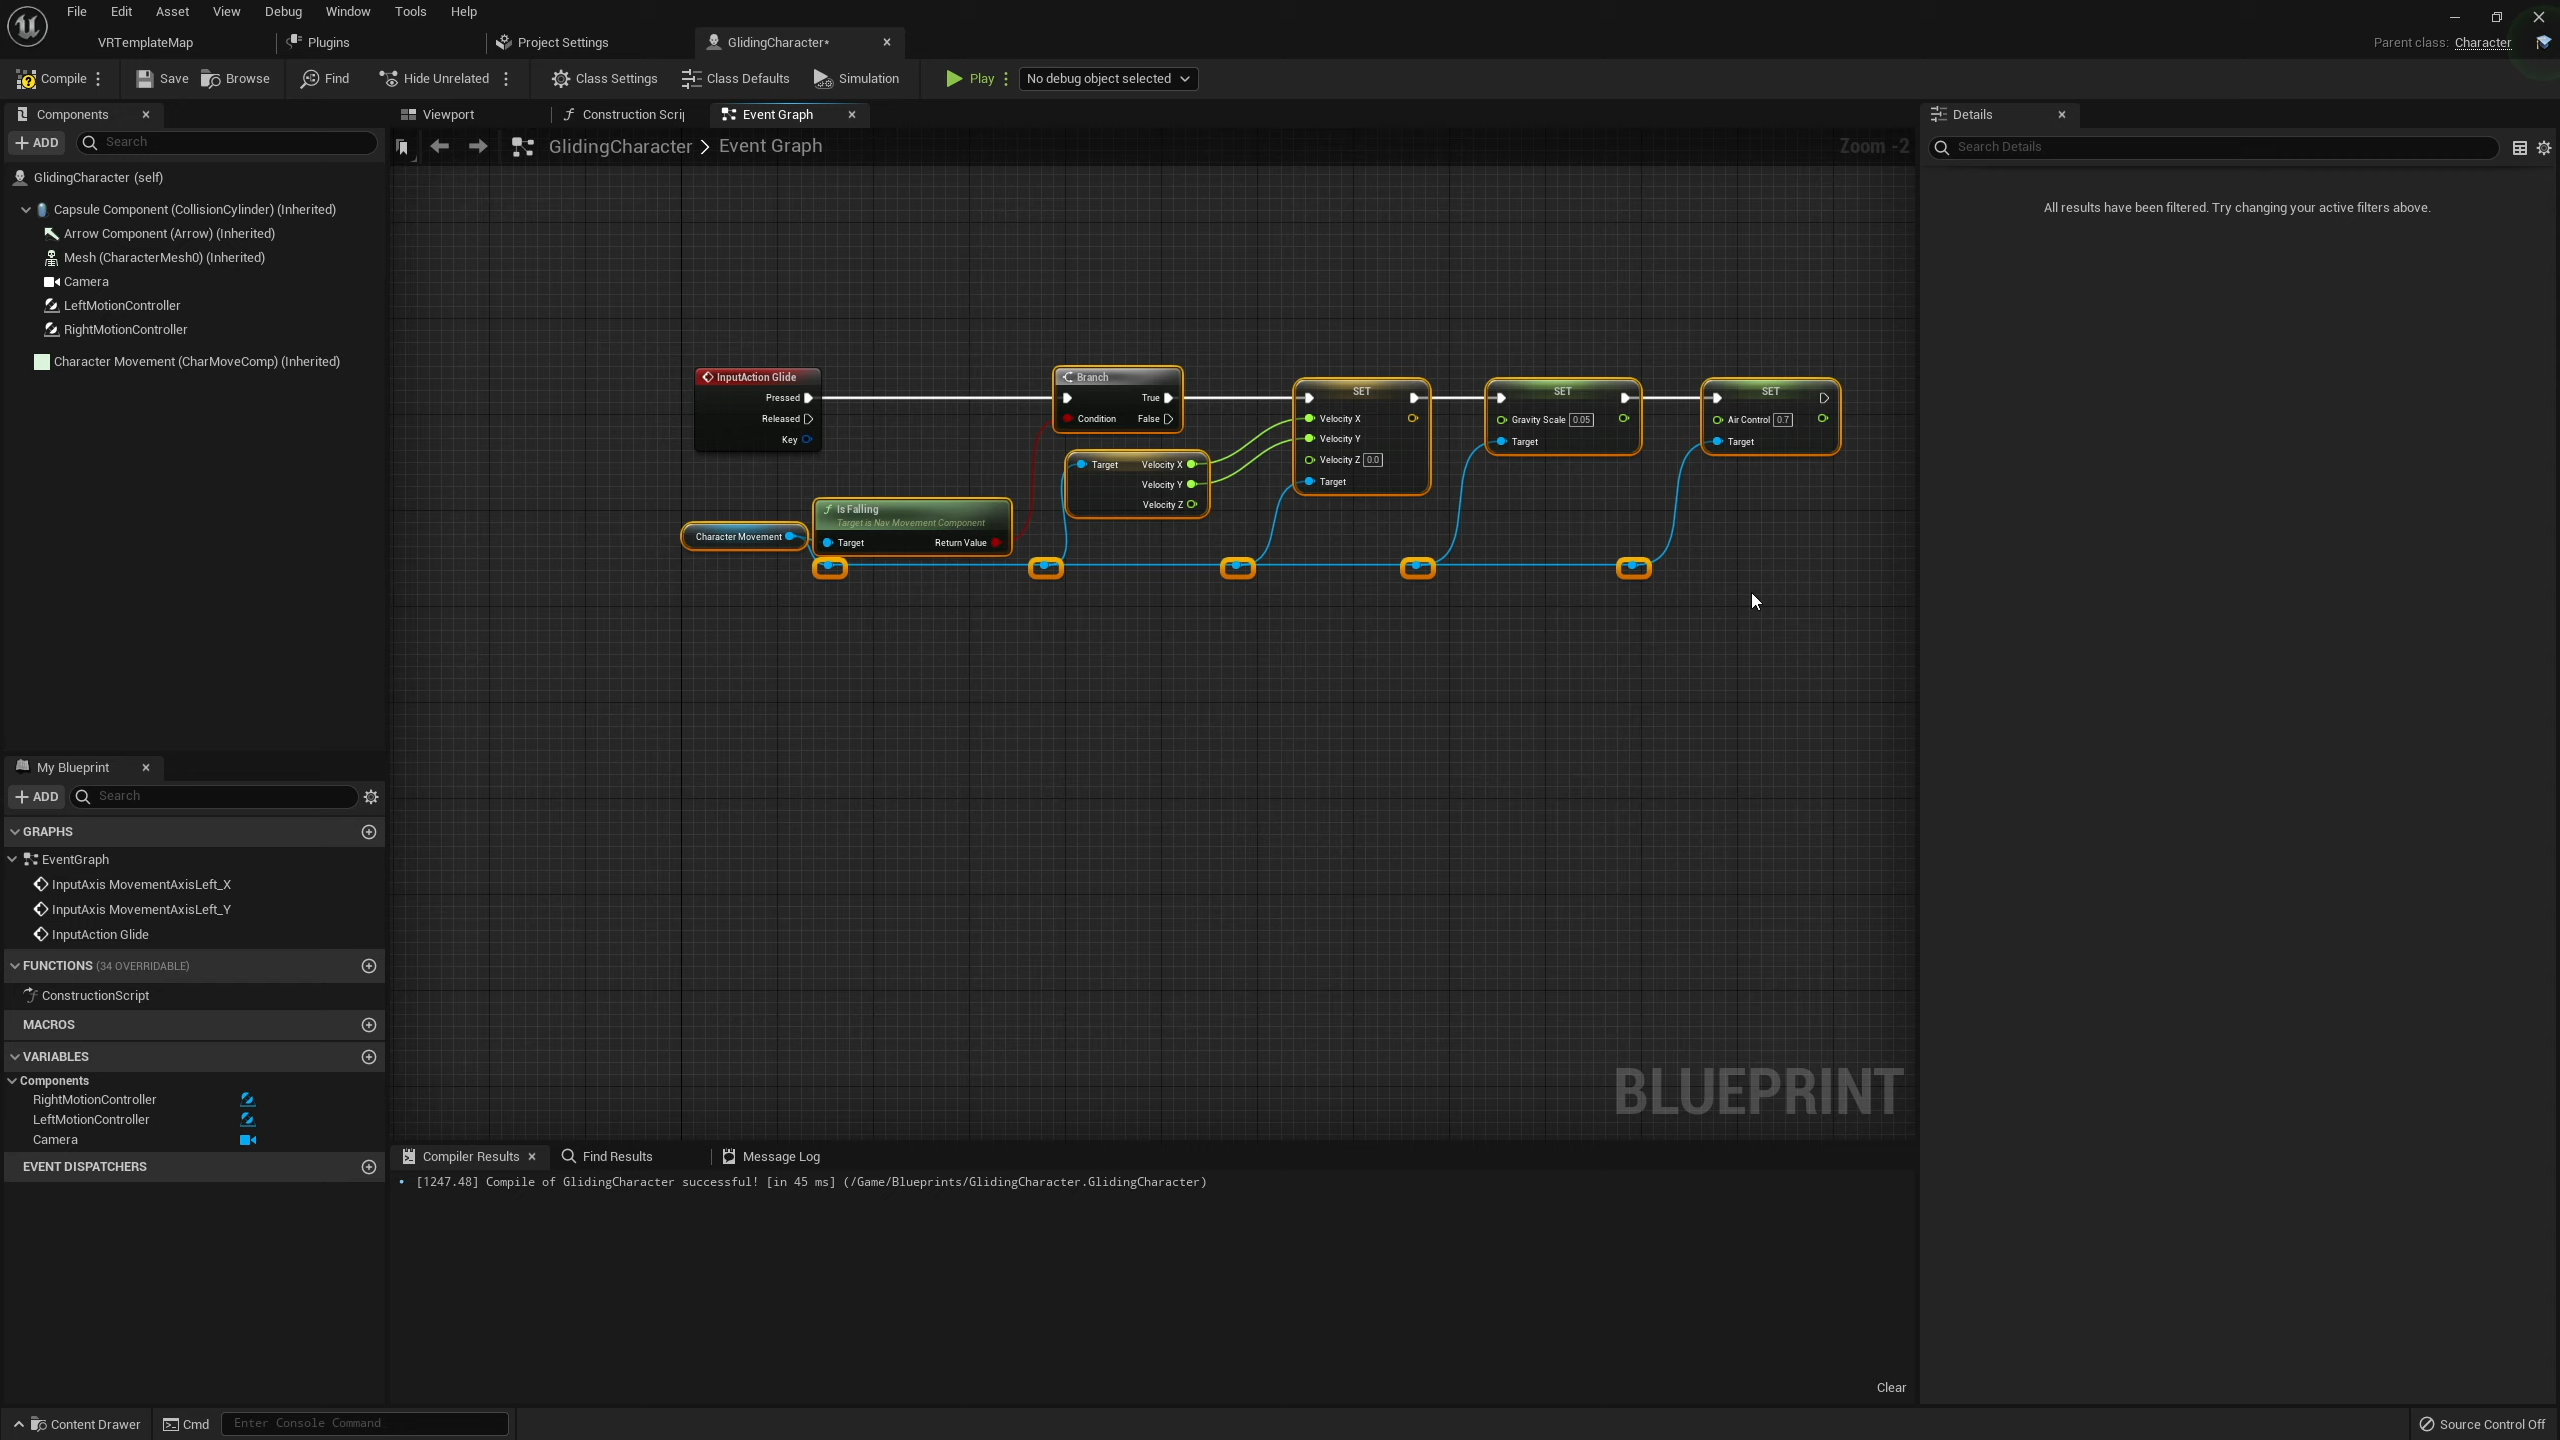 File Edit Asset View Debug Window Tools Help
VRTemplateMap Plugins Project Settings GlidingCharacter* Parent class: Character
Compile Save Browse Find Hide Unrelated Class Settings Class Defaults Simulation Play No debug object selected
Components
ADD Search
GlidingCharacter (self)
Capsule Component (CollisionCylinder) (Inherited)
Arrow Component (Arrow) (Inherited)
Mesh (CharacterMesh0) (Inherited)
Camera
LeftMotionController
RightMotionController
Character Movement (CharMoveComp) (Inherited)
Viewport Construction Scrip Event Graph
GlidingCharacter > Event Graph Zoom -2
InputAction Glide
Pressed
Released
Key
Branch
True
Condition False
SET
Velocity X
Velocity Y
Velocity Z 0.0
Target
SET
Gravity Scale 0.05
Target
SET
Air Control 0.7
Target
Target Velocity X
Velocity Y
Velocity Z
Is Falling
Target is Nav Movement Component
Target Return Value
Character Movement
BLUEPRINT
Details
Search Details
All results have been filtered. Try changing your active filters above.
My Blueprint
ADD Search
GRAPHS
EventGraph
InputAxis MovementAxisLeft_X
InputAxis MovementAxisLeft_Y
InputAction Glide
FUNCTIONS (34 OVERRIDABLE)
ConstructionScript
MACROS
VARIABLES
Components
RightMotionController
LeftMotionController
Camera
EVENT DISPATCHERS
Compiler Results Find Results Message Log
[1247.48] Compile of GlidingCharacter successful! [in 45 ms] (/Game/Blueprints/GlidingCharacter.GlidingCharacter)
Clear
Content Drawer Cmd Enter Console Command Source Control Off